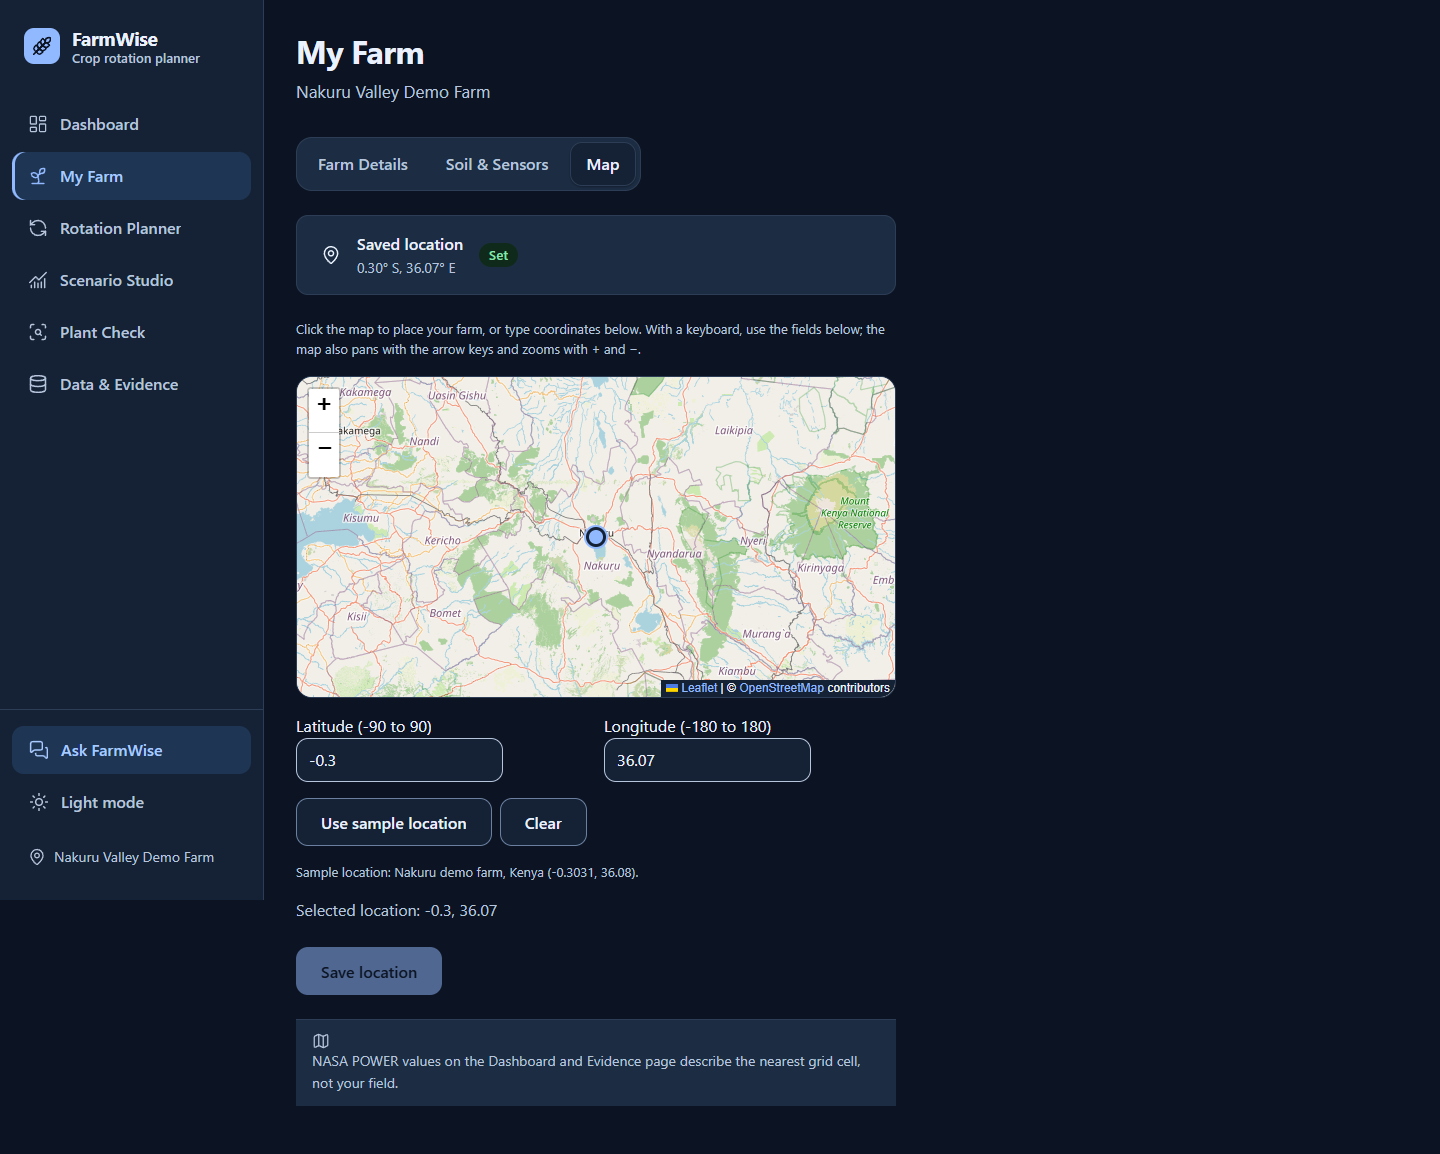 FarmWise
Crop rotation planner
Dashboard
My Farm
Rotation Planner
Scenario Studio
Plant Check
Data & Evidence
Ask FarmWise
Light mode
Nakuru Valley Demo Farm
My Farm
Nakuru Valley Demo Farm
Farm Details
Soil & Sensors
Map
Saved location
0.30° S, 36.07° E
Set
Click the map to place your farm, or type coordinates below. With a keyboard, use the fields below; the
map also pans with the arrow keys and zooms with + and −.
+
−
Kakamega
Uasin Gishu
akamega
Nandi
Laikipia
Mount
Kenya National
Reserve
Kisumu
Kericho
Nakuru
Nyandarua
Nyeri
Kirinyaga
Emb
Kisii
Bomet
Murang'a
Kiambu
Leaflet | © OpenStreetMap contributors
Latitude (-90 to 90)
Longitude (-180 to 180)
-0.3
36.07
Use sample location
Clear
Sample location: Nakuru demo farm, Kenya (-0.3031, 36.08).
Selected location: -0.3, 36.07
Save location
NASA POWER values on the Dashboard and Evidence page describe the nearest grid cell,
not your field.